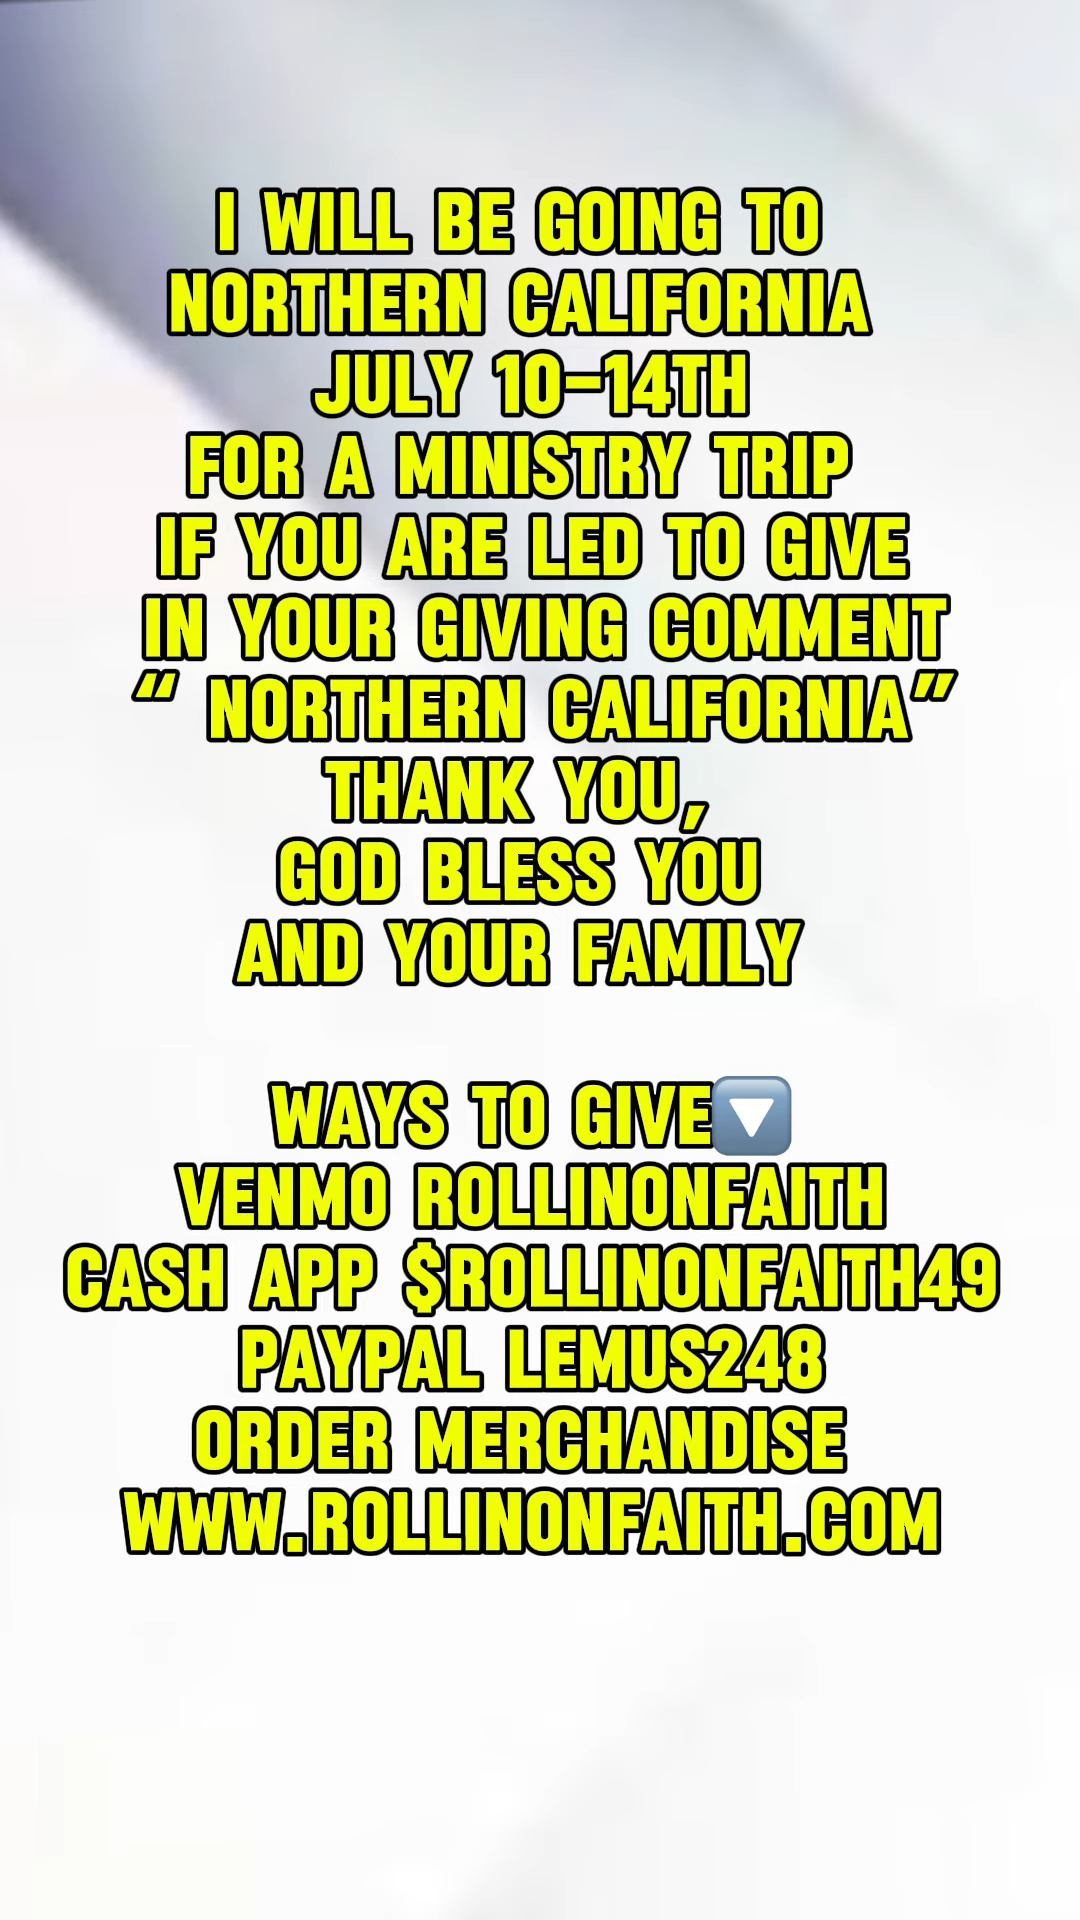 I WILL BE GOING TO
NORTHERN CALIFORNIA
JULY 10-14TH
FOR A MINISTRY TRIP
IF YOU ARE LED TO GIVE
IN YOUR GIVING COMMENT
“ NORTHERN CALIFORNIA”
THANK YOU,
GOD BLESS YOU
AND YOUR FAMILY
WAYS TO GIVE🔽
VENMO ROLLINONFAITH
CASH APP $ROLLINONFAITH49
PAYPAL LEMUS248
ORDER MERCHANDISE
WWW.ROLLINONFAITH.COM